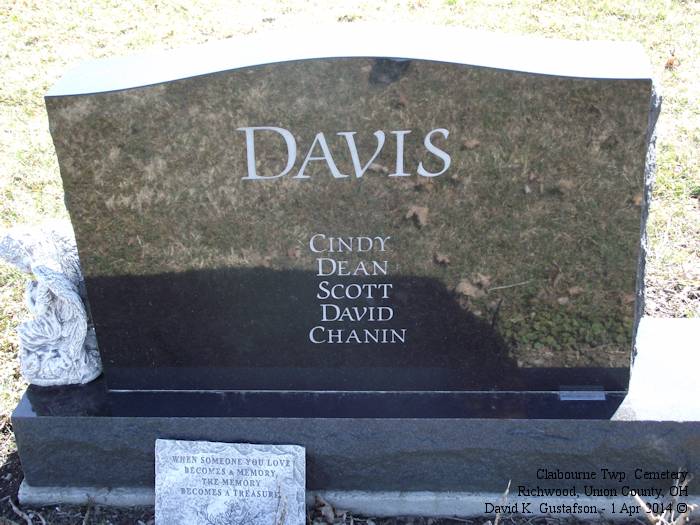 DAVIS
CINDY
DEAN
SCOTT
DAVID
CHANIN
WHEN SOMEONE YOU LOVE
BECOMES A MEMORY,
THE MEMORY
BECOMES A TREASURE.
Claibourne Twp. Cemetery
Richwood, Union County, OH
David K. Gustafson - 1 Apr 2014 ©